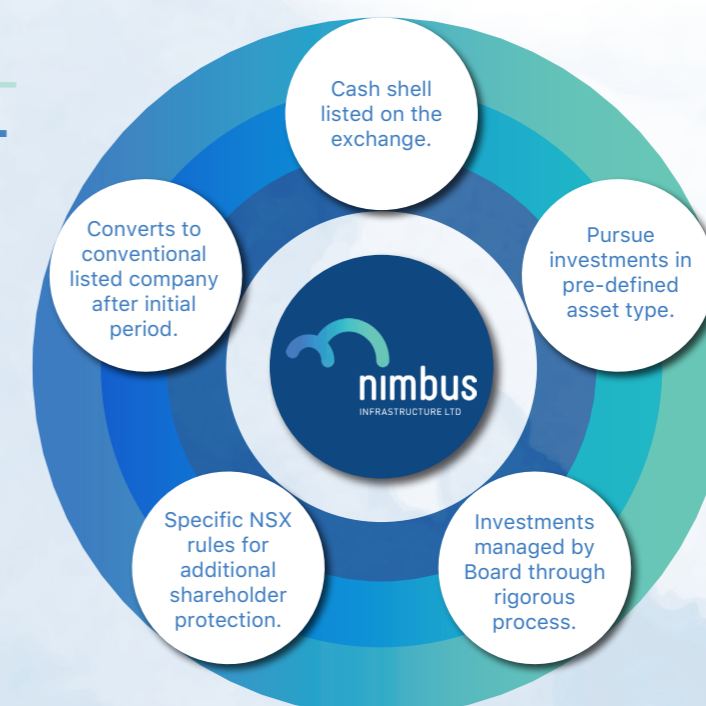 Cash shell
listed on the
exchange.
Pursue
investments in
pre-defined
asset type.
Investments
managed by
Board through
rigorous
process.
Specific NSX
rules for
additional
shareholder
protection.
Converts to
conventional
listed company
after initial
period.
nimbus
INFRASTRUCTURE LTD